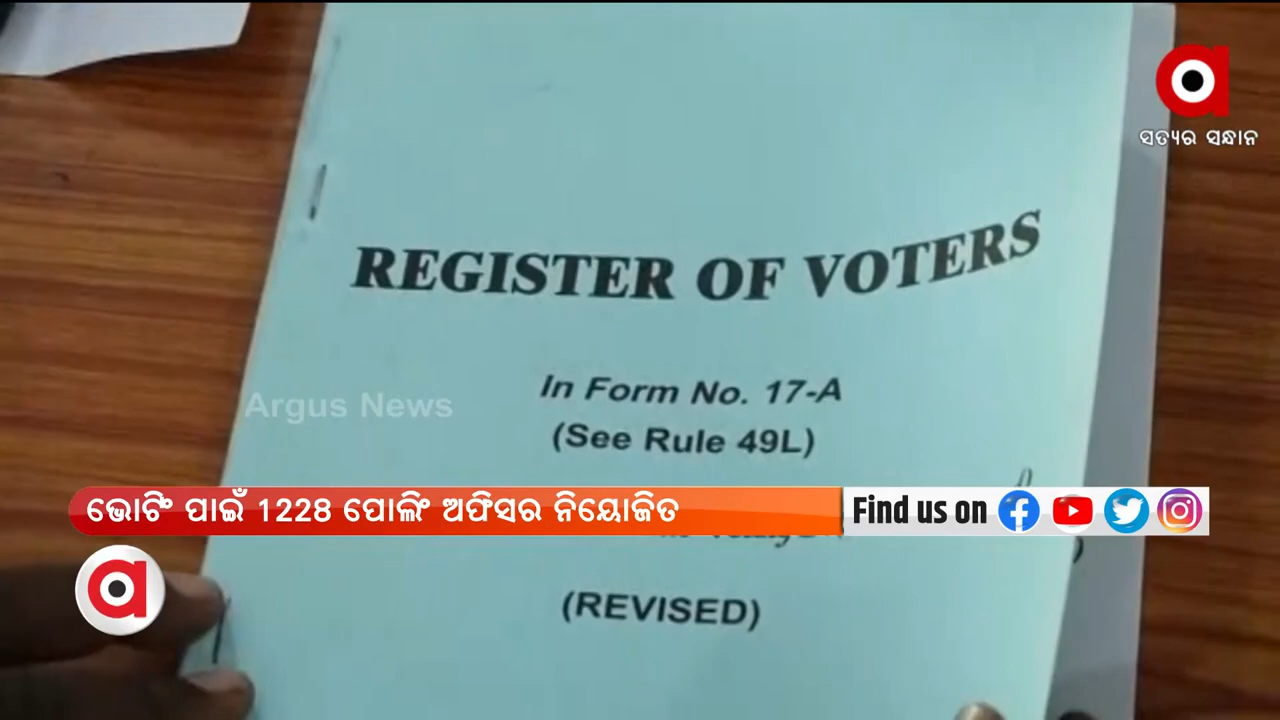 ସତ୍ୟର ସନ୍ଧାନ
REGISTER OF VOTERS
In Form No. 17-A
(See Rule 49L)
Argus News
ଭୋଟିଂ ପାଇଁ 1228 ପୋଲିଂ ଅଫିସର ନିୟୋଜିତ
Find us on
(REVISED)